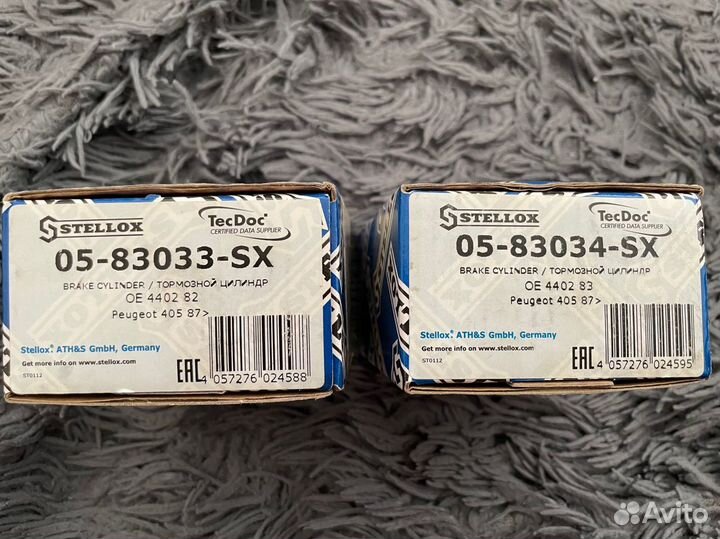 STELLOX
TecDoc
CERTIFIED DATA SUPPLIER
05-83033-SX
BRAKE CYLINDER / ТОРМОЗНОЙ ЦИЛИНДР
OE 4402 82
Peugeot 405 87>
Stellox® ATH&S GmbH, Germany
Get more info on www.stellox.com
ST0112
EAC
4 057276 024588
STELLOX
TecDoc
CERTIFIED DATA SUPPLIER
05-83034-SX
BRAKE CYLINDER / ТОРМОЗНОЙ ЦИЛИНДР
OE 4402 83
Peugeot 405 87>
Stellox® ATH&S GmbH, Germany
Get more info on www.stellox.com
ST0112
EAC
4 057276 024595
Avito